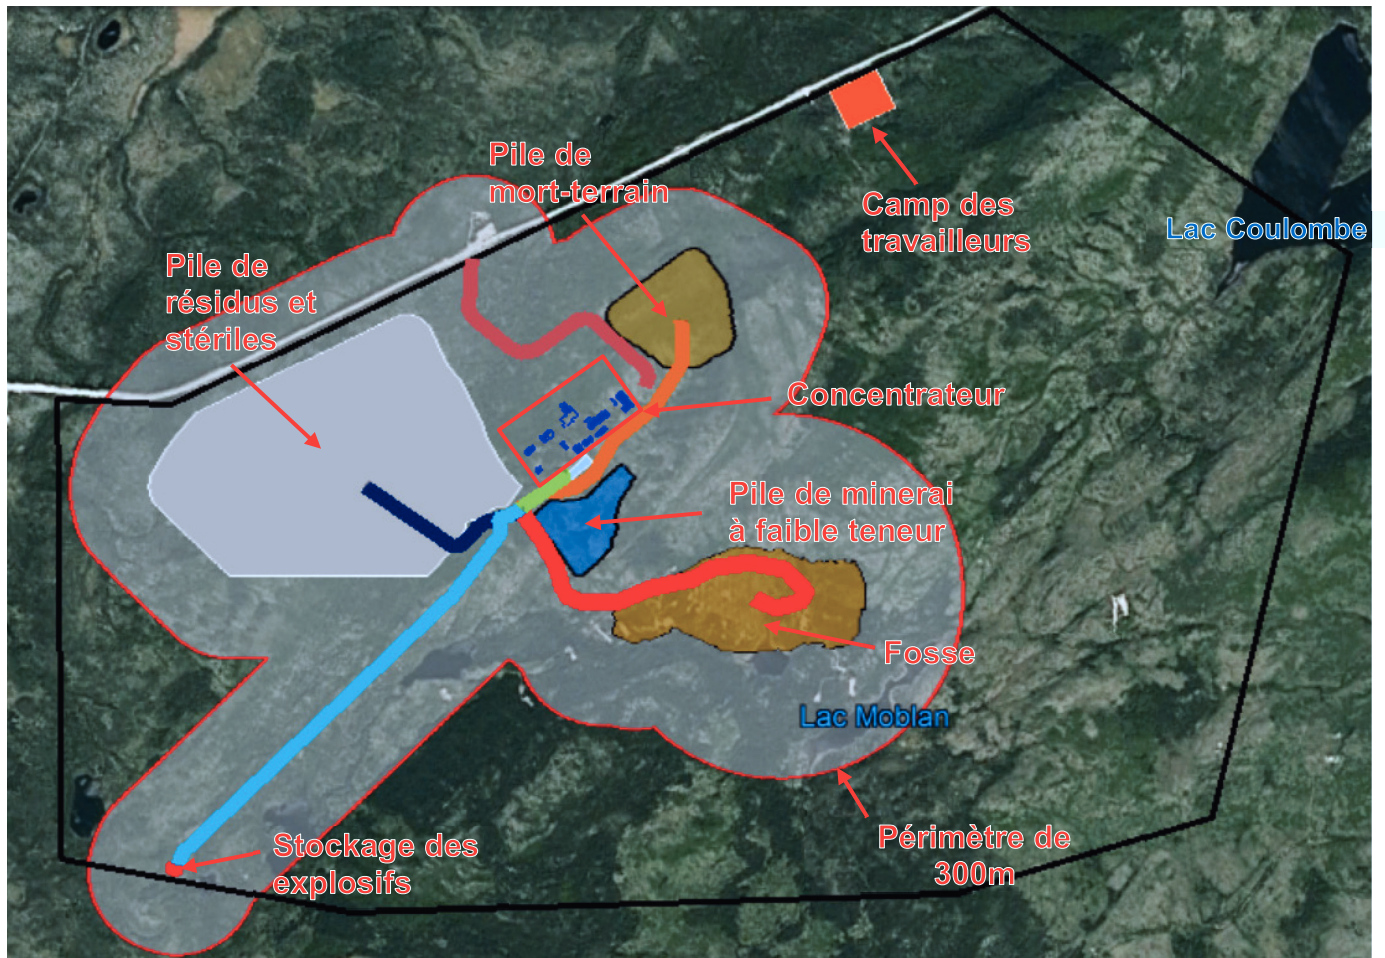 Pile de
mort-terrain
Camp des
travailleurs
Lac Coulombe
Pile de
résidus et
stériles
Concentrateur
Pile de minerai
à faible teneur
Fosse
Lac Moblan
Périmètre de
300m
Stockage des
explosifs